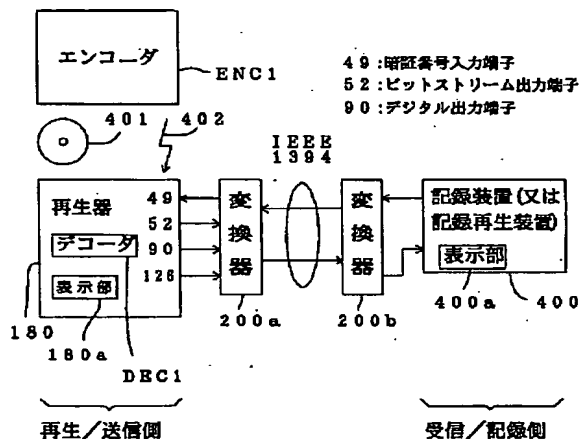 エンコーダ
ENC1
49:暗証番号入力端子
52:ビットストリーム出力端子
90:デジタル出力端子
401
402
IEEE
1394
再生器
49
52
90
126
デコーダ
表示部
変換器
変換器
記録装置(又は
記録再生装置)
表示部
400a
400
180
180a
200a
200b
DEC1
再生/送信側
受信/記録側